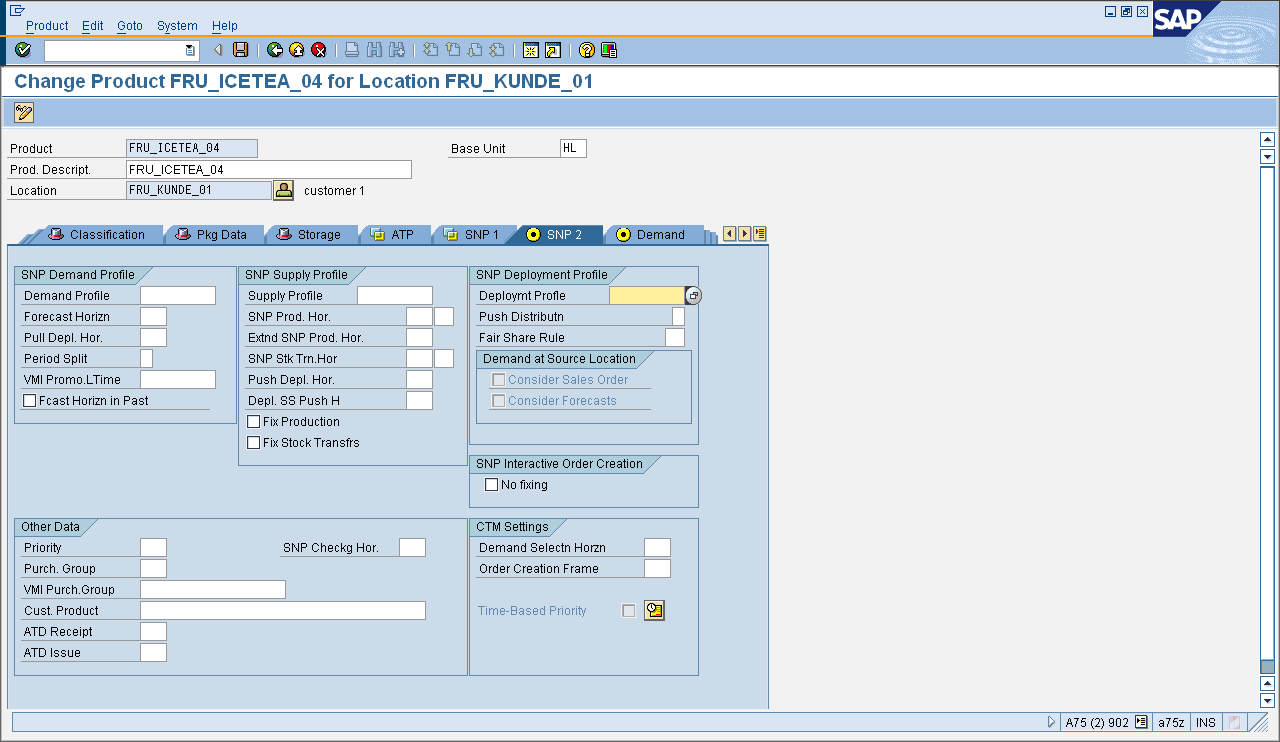 Product Edit Goto System Help
SAP
Change Product FRU_ICETEA_04 for Location FRU_KUNDE_01
Product FRU_ICETEA_04 Base Unit HL
Prod. Descript. FRU_ICETEA_04
Location FRU_KUNDE_01 customer 1
Classification Pkg Data Storage ATP SNP 1 SNP 2 Demand
SNP Demand Profile
Demand Profile
Forecast Horizn
Pull Depl. Hor.
Period Split
VMI Promo.LTime
Fcast Horizn in Past
SNP Supply Profile
Supply Profile
SNP Prod. Hor.
Extnd SNP Prod. Hor.
SNP Stk Trn.Hor
Push Depl. Hor.
Depl. SS Push H
Fix Production
Fix Stock Transfrs
SNP Deployment Profile
Deploymt Profle
Push Distributn
Fair Share Rule
Demand at Source Location
Consider Sales Order
Consider Forecasts
SNP Interactive Order Creation
No fixing
Other Data
Priority SNP Checkg Hor.
Purch. Group
VMI Purch.Group
Cust. Product
ATD Receipt
ATD Issue
CTM Settings
Demand Selectn Horzn
Order Creation Frame
Time-Based Priority
A75 (2) 902 a75z INS